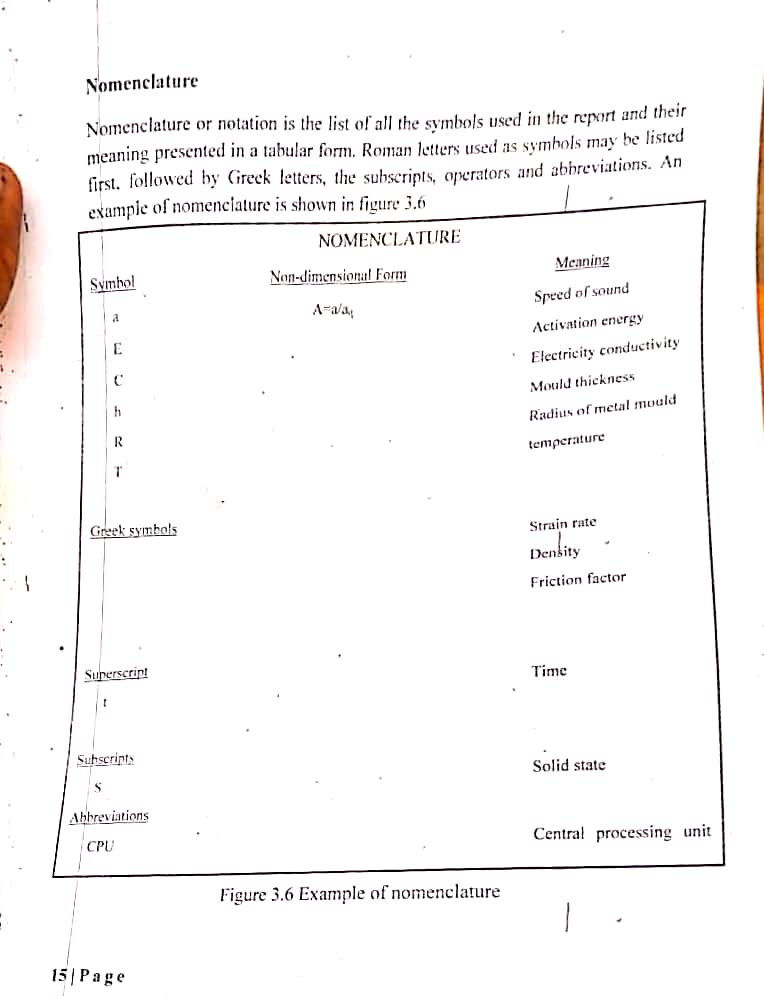 Nomenclature
Nomenclature or notation is the list of all the symbols used in the report and their
meaning presented in a tabular form. Roman letters used as symbols may be listed
first. followed by Greek letters, the subscripts, operators and abbreviations. An
example of nomenclature is shown in figure 3.6
NOMENCLATURE
Symbol Non-dimensional Form Meaning
a A=a/a Speed of sound
E Activation energy
C Electricity conductivity
h Mould thickness
R Radius of metal mould
T temperature
Greek symbols Strain rate
Density
Friction factor
Superscript Time
t
Subscripts Solid state
S
Abbreviations
CPU Central processing unit
Figure 3.6 Example of nomenclature
15|Page